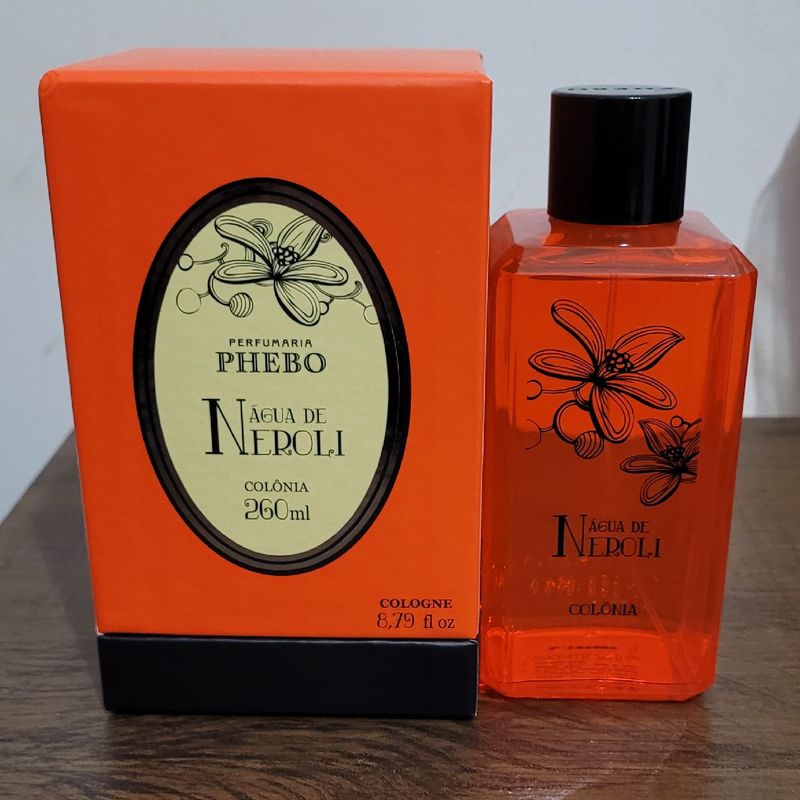 PERFUMARIA
PHEBO
ÁGUA DE
NEROLI
COLÔNIA
260ml
COLOGNE
8,79 fl oz
ÁGUA DE
NEROLI
COLÔNIA